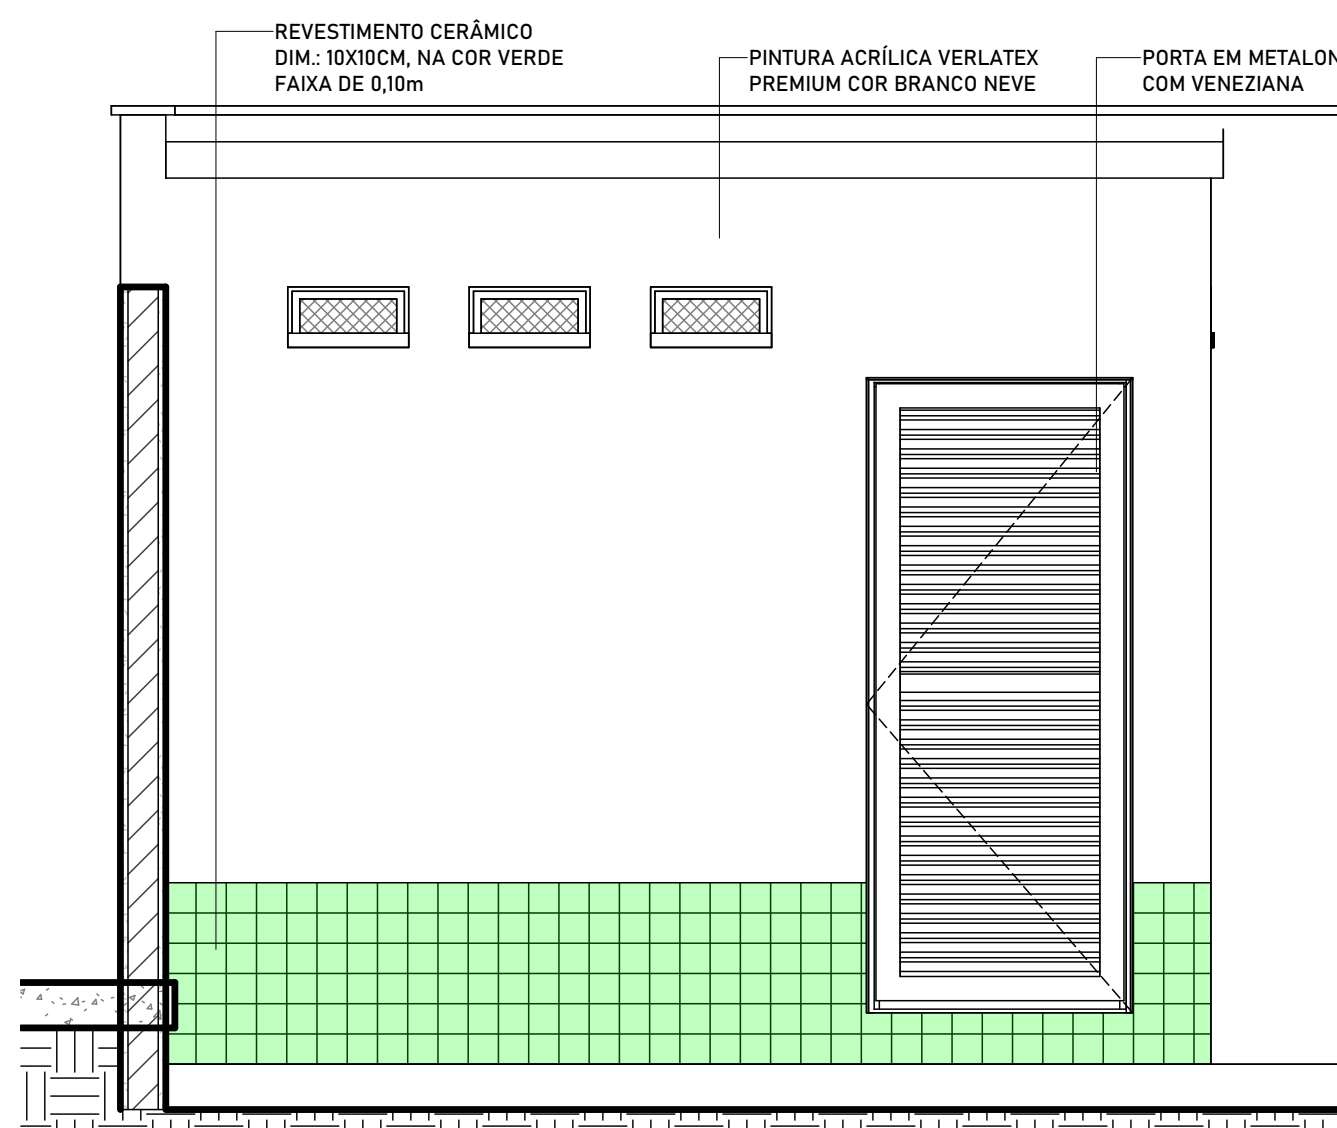 REVESTIMENTO CERÂMICO
DIM.: 10X10CM, NA COR VERDE
FAIXA DE 0,10m
PINTURA ACRÍLICA VERLATEX
PREMIUM COR BRANCO NEVE
PORTA EM METALON
COM VENEZIANA